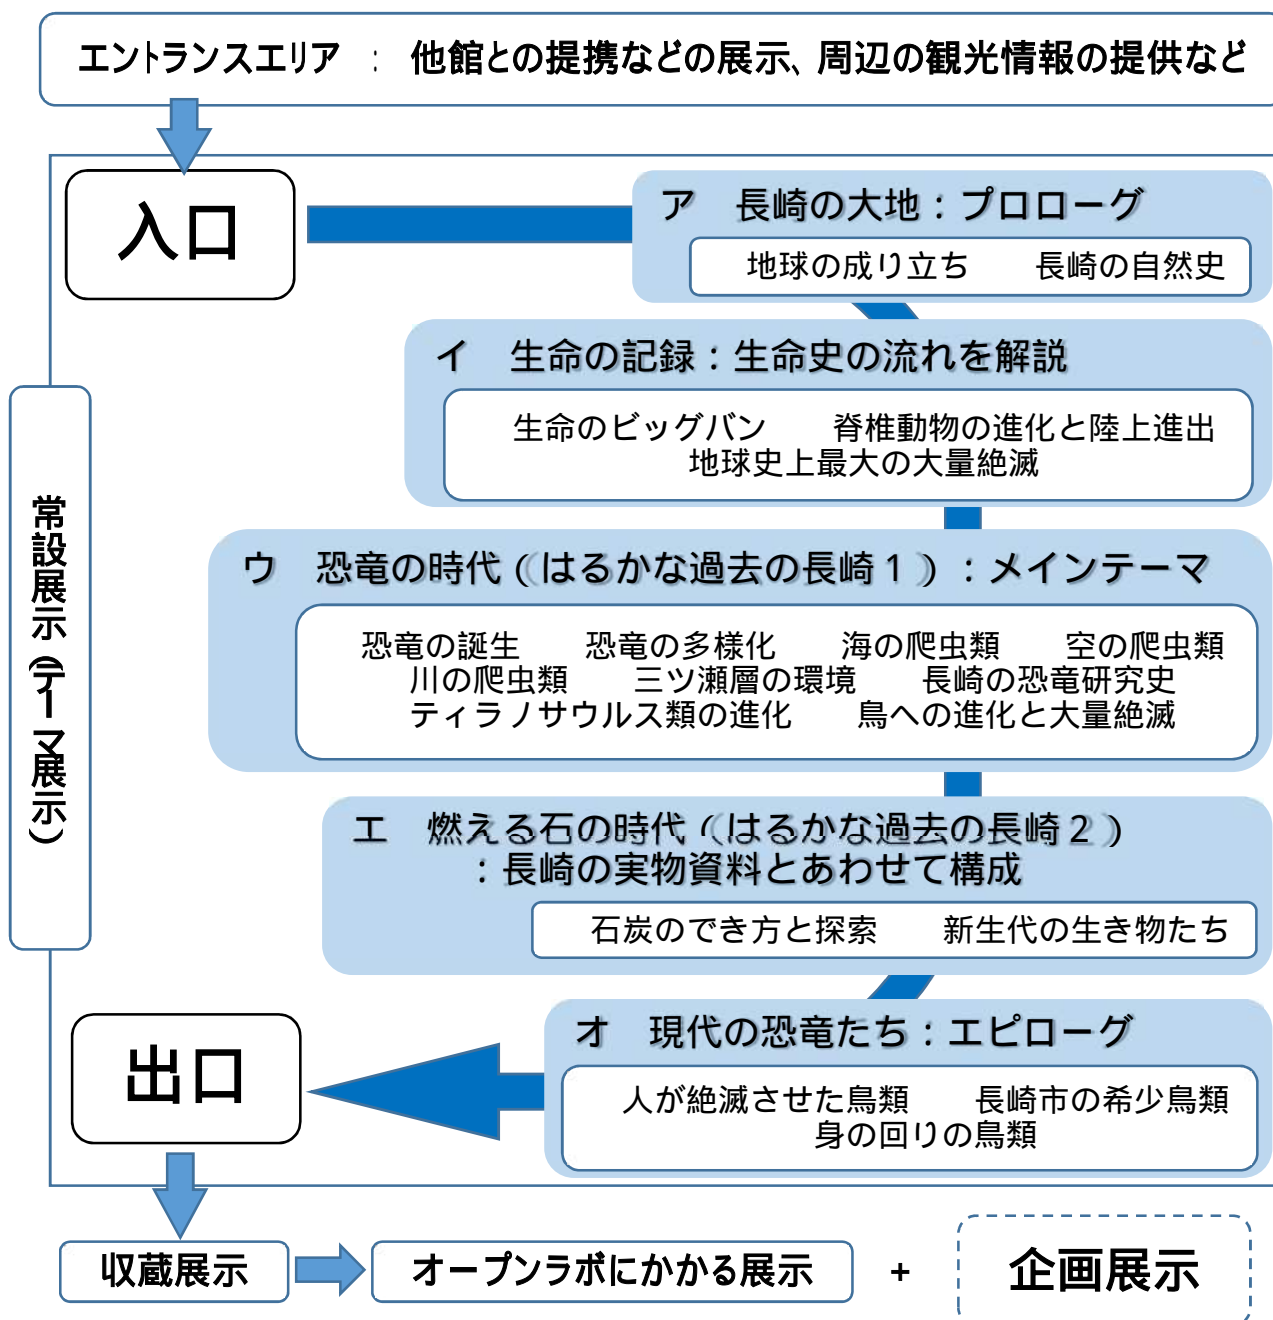 エントランスエリア : 他館との提携などの展示、周辺の観光情報の提供など
入口
ア 長崎の大地：プロローグ
地球の成り立ち 長崎の自然史
イ 生命の記録：生命史の流れを解説
生命のビッグバン 脊椎動物の進化と陸上進出
地球史上最大の大量絶滅
常設展示（テーマ展示）
ウ 恐竜の時代（はるかな過去の長崎１）：メインテーマ
恐竜の誕生 恐竜の多様化 海の爬虫類 空の爬虫類
川の爬虫類 三ツ瀬層の環境 長崎の恐竜研究史
ティラノサウルス類の進化 鳥への進化と大量絶滅
エ 燃える石の時代（はるかな過去の長崎２）
：長崎の実物資料とあわせて構成
石炭のでき方と探索 新生代の生き物たち
オ 現代の恐竜たち：エピローグ
人が絶滅させた鳥類 長崎市の希少鳥類
身の回りの鳥類
出口
収蔵展示 オープンラボにかかる展示 + 企画展示